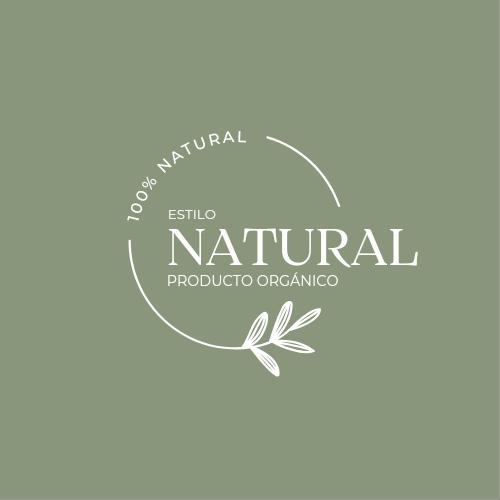 100% NATURAL
ESTILO
NATURAL
PRODUCTO ORGÁNICO